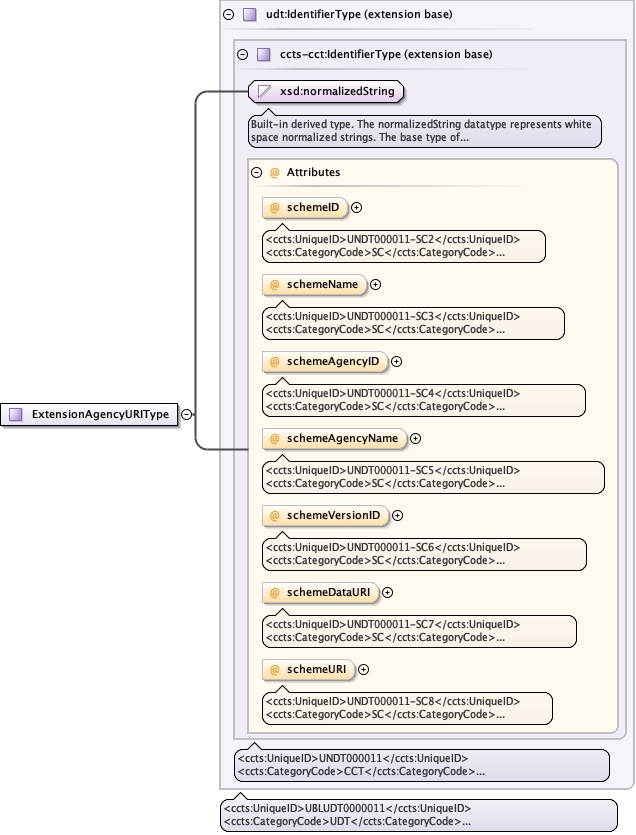 udt:IdentifierType (extension base)
ccts-cct:IdentifierType (extension base)
xsd:normalizedString
Built-in derived type. The normalizedString datatype represents white
space normalized strings. The base type of...
@ Attributes
@ schemeID
<ccts:UniqueID>UNDT000011-SC2</ccts:UniqueID>
<ccts:CategoryCode>SC</ccts:CategoryCode>...
@ schemeName
<ccts:UniqueID>UNDT000011-SC3</ccts:UniqueID>
<ccts:CategoryCode>SC</ccts:CategoryCode>...
@ schemeAgencyID
<ccts:UniqueID>UNDT000011-SC4</ccts:UniqueID>
<ccts:CategoryCode>SC</ccts:CategoryCode>...
ExtensionAgencyURIType
@ schemeAgencyName
<ccts:UniqueID>UNDT000011-SC5</ccts:UniqueID>
<ccts:CategoryCode>SC</ccts:CategoryCode>...
@ schemeVersionID
<ccts:UniqueID>UNDT000011-SC6</ccts:UniqueID>
<ccts:CategoryCode>SC</ccts:CategoryCode>...
@ schemeDataURI
<ccts:UniqueID>UNDT000011-SC7</ccts:UniqueID>
<ccts:CategoryCode>SC</ccts:CategoryCode>...
@ schemeURI
<ccts:UniqueID>UNDT000011-SC8</ccts:UniqueID>
<ccts:CategoryCode>SC</ccts:CategoryCode>...
<ccts:UniqueID>UNDT000011</ccts:UniqueID>
<ccts:CategoryCode>CCT</ccts:CategoryCode>...
<ccts:UniqueID>UBLUDT0000011</ccts:UniqueID>
<ccts:CategoryCode>UDT</ccts:CategoryCode>...